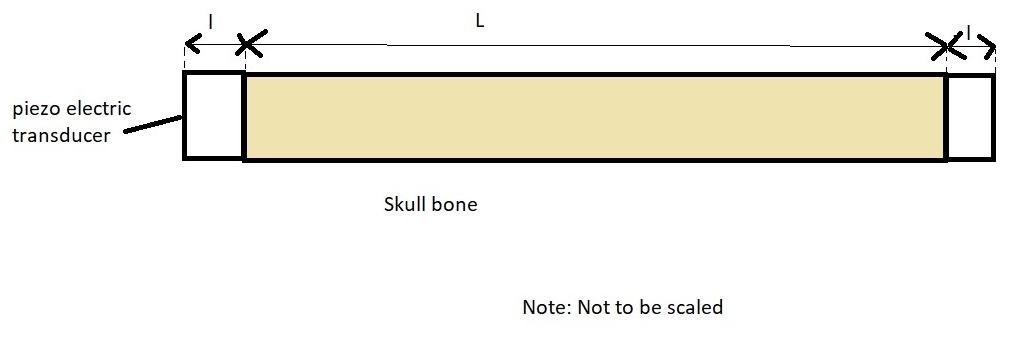 l
L
l
piezo electric
transducer
Skull bone
Note: Not to be scaled